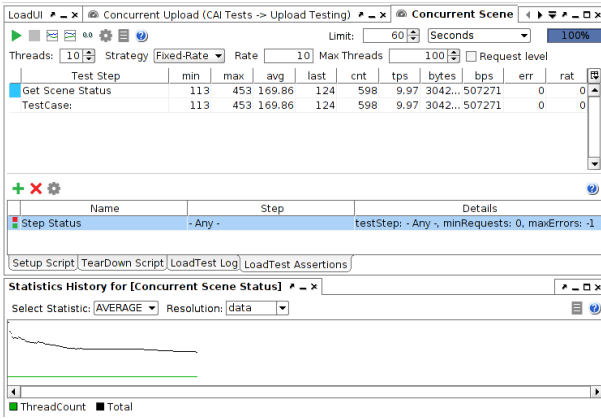 LoadUI Concurrent Upload (CAI Tests -> Upload Testing) Concurrent Scene
0.0 Limit: 60 Seconds 100%
Threads: 10 Strategy Fixed-Rate Rate 10 Max Threads 100 Request level
Test Step min max avg last cnt tps bytes bps err rat
Get Scene Status 113 453 169.86 124 598 9.97 3042... 507271 0 0
TestCase: 113 453 169.86 124 598 9.97 3042... 507271 0 0
Name Step Details
Step Status - Any - testStep: - Any -, minRequests: 0, maxErrors: -1
Setup Script TearDown Script LoadTest Log LoadTest Assertions
Statistics History for [Concurrent Scene Status]
Select Statistic: AVERAGE Resolution: data
ThreadCount Total